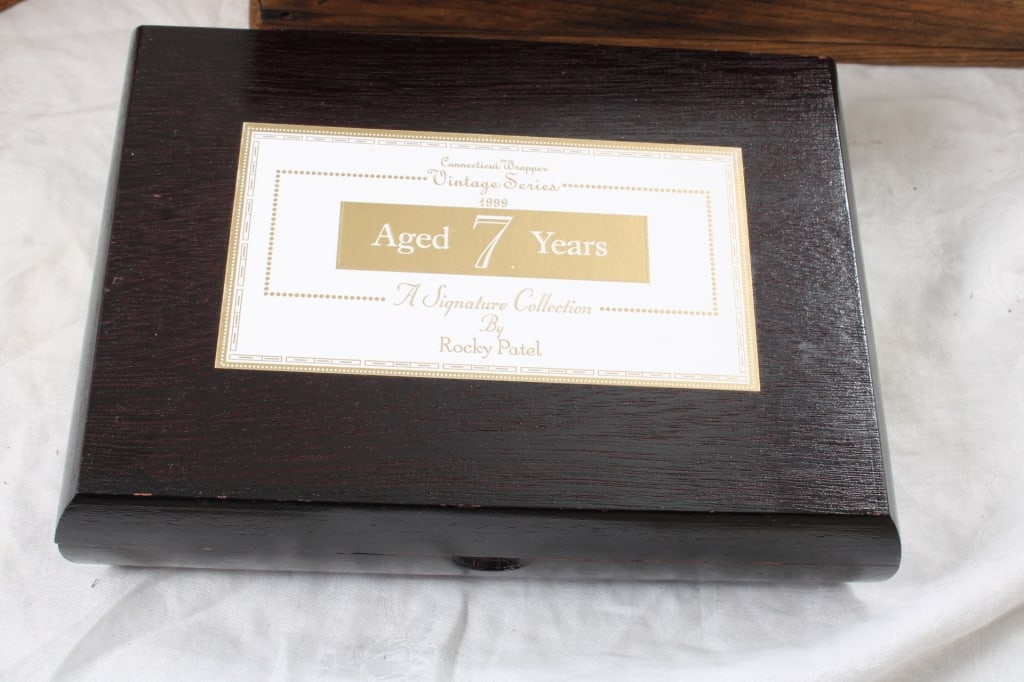 Connecticut Wrapper
Vintage Series
1999
Aged 7 Years
A Signature Collection
By
Rocky Patel